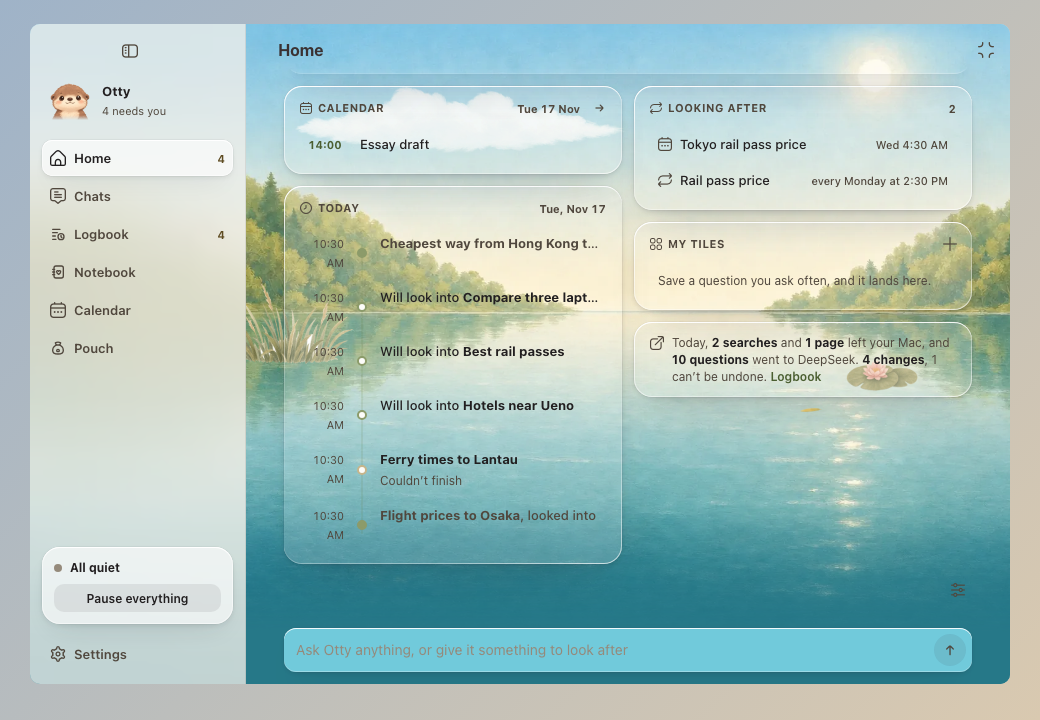 Otty
4 needs you
Home 4
Chats
Logbook 4
Notebook
Calendar
Pouch
All quiet
Pause everything
Settings
Home
CALENDAR Tue 17 Nov
14:00 Essay draft
TODAY Tue, Nov 17
10:30 AM Cheapest way from Hong Kong t...
10:30 AM Will look into Compare three lapt...
10:30 AM Will look into Best rail passes
10:30 AM Will look into Hotels near Ueno
10:30 AM Ferry times to Lantau
Couldn't finish
10:30 AM Flight prices to Osaka, looked into
LOOKING AFTER 2
Tokyo rail pass price Wed 4:30 AM
Rail pass price every Monday at 2:30 PM
MY TILES
Save a question you ask often, and it lands here.
Today, 2 searches and 1 page left your Mac, and
10 questions went to DeepSeek. 4 changes, 1
can't be undone. Logbook
Ask Otty anything, or give it something to look after